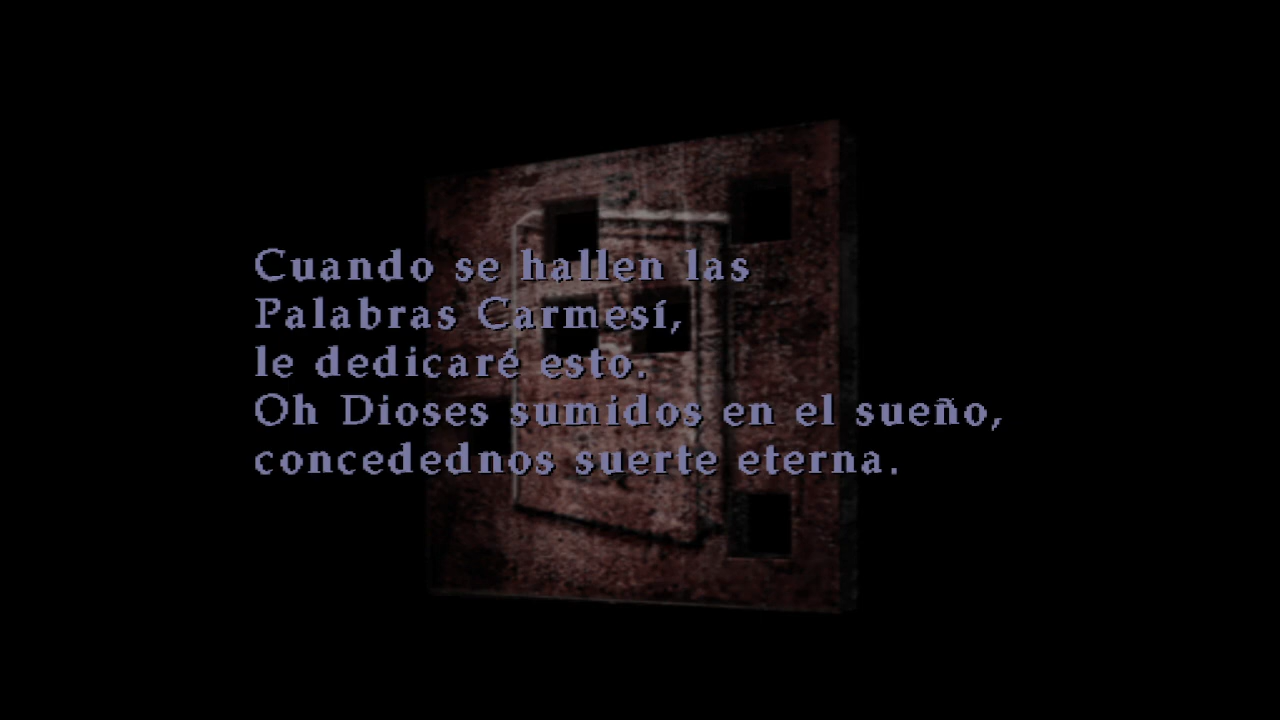 Cuando se hallen las
Palabras Carmesí,
le dedicaré esto.
Oh Dioses sumidos en el sueño,
concedednos suerte eterna.